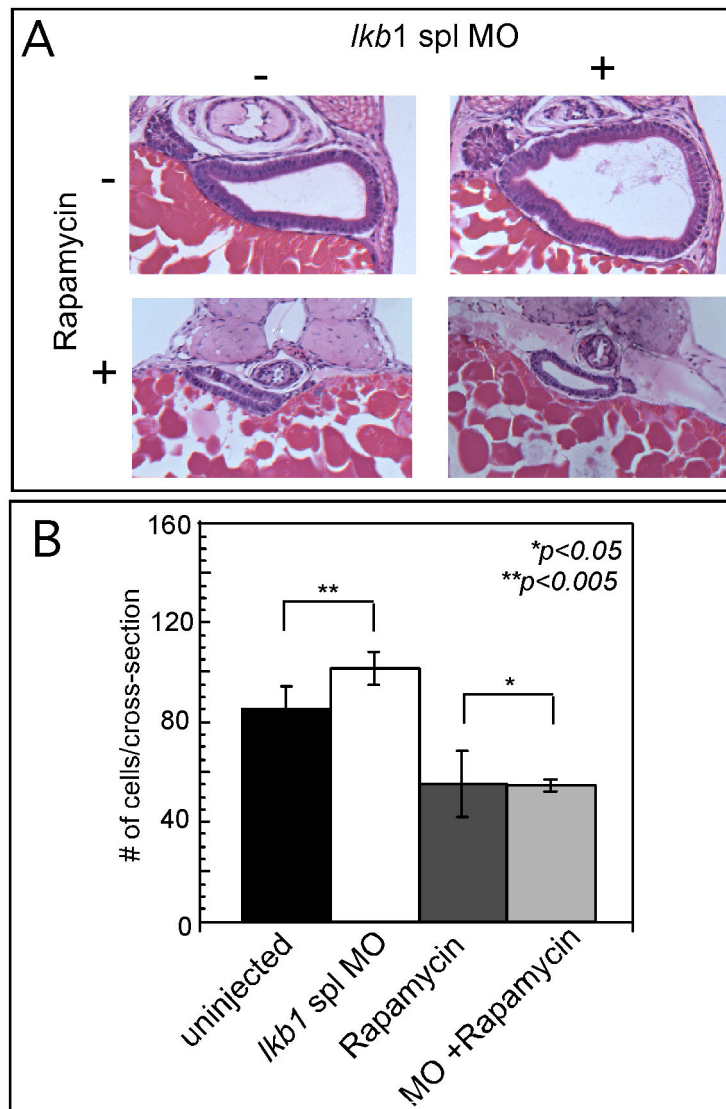 A
lkb1 spl MO
- +
Rapamycin
-
+
B
160
120
80
40
0
# of cells/cross-section
*p<0.05
**p<0.005
**
*
uninjected
lkb1 spl MO
Rapamycin
MO +Rapamycin